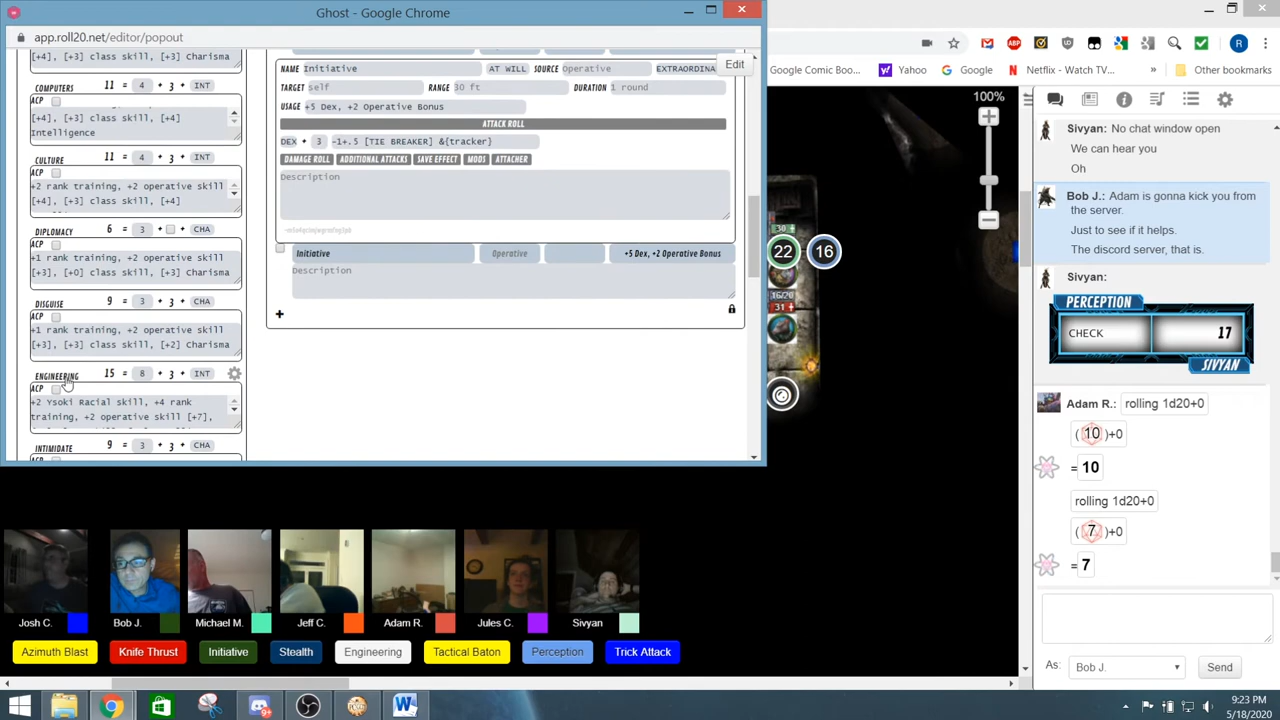 Ghost - Google Chrome
app.roll20.net/editor/popout
[+4], [+3] class skill, [+4] Charisma
COMPUTERS 11 = 4 + 3 + INT
ACP
[+4], [+3] class skill, [+4]
Intelligence
CULTURE 11 = 4 + 3 + INT
ACP
+2 rank training, +2 operative skill
[+4], [+3] class skill, [+4]
DIPLOMACY 6 = 3 + CHA
ACP
+1 rank training, +2 operative skill
[+3], [+0] class skill, [+3] Charisma
DISGUISE 9 = 3 + 3 + CHA
ACP
+1 rank training, +2 operative skill
[+3], [+3] class skill, [+2] Charisma
ENGINEERING 15 = 8 + 3 + INT
ACP
+2 Ysoki Racial skill, +4 rank
training, +2 operative skill [+7],
INTIMIDATE 9 = 3 + 3 + CHA
Edit
NAME Initiative AT WILL SOURCE operative EXTRAORDINA
TARGET self RANGE 30 ft DURATION 1 round
USAGE +5 Dex, +2 Operative Bonus
ATTACK ROLL
DEX + 3 -1+.5 [TIE BREAKER] &{tracker}
DAMAGE ROLL ADDITIONAL ATTACKS SAVE EFFECT MODS ATTACHER
Description
Initiative Operative +5 Dex, +2 Operative Bonus
Description
+
Google Comic Boo... Yahoo Google Netflix - Watch TV... » Other bookmarks
R
ABP
100%
30
22 16
16/20
31
Sivyan: No chat window open
We can hear you
Oh
Bob J.: Adam is gonna kick you from
the server.
Just to see if it helps.
The discord server, that is.
Sivyan:
PERCEPTION
CHECK 17
SIVYAN
Adam R.: rolling 1d20+0
(10)+0
=10
rolling 1d20+0
(7)+0
=7
As: Bob J. Send
Josh C. Bob J. Michael M. Jeff C. Adam R. Jules C. Sivyan
Azimuth Blast Knife Thrust Initiative Stealth Engineering Tactical Baton Perception Trick Attack
9:23 PM
5/18/2020